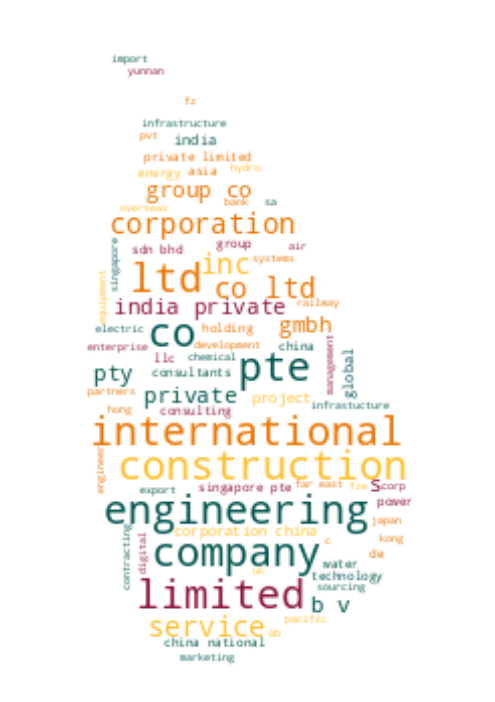 import
yunnan
fz
infrastructure
pvt india
private limited
energy asia hydro
group co
overseas bank sa
corporation
singapore sdn bhd group air
inc systems
equipment ltd co ltd
india private railway
electric co holding gmbh
enterprise development china
llc chemical management
pty consultants pte global
partners private project
hong consulting infrastucture
international
engineer construction
export singapore pte far east fze s corp
engineering power
corporation china japan
contracting digital company c kong
de
uk water
technology
limited sourcing
b v
service pacific
ab
china national
marketing